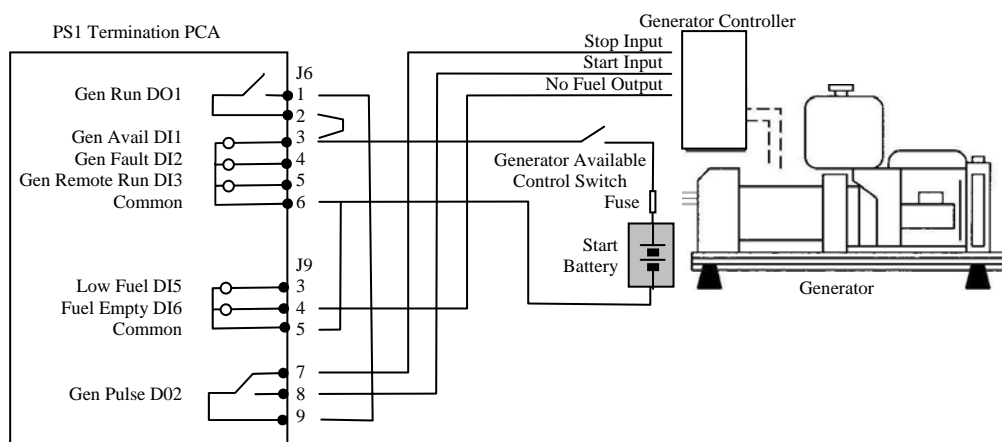 PS1 Termination PCA
Generator Controller
Stop Input
Start Input
No Fuel Output
J6
Gen Run DO1
1
2
Gen Avail DI1
3
Gen Fault DI2
4
Gen Remote Run DI3
5
Common
6
Generator Available
Control Switch
Fuse
Start
Battery
Generator
J9
Low Fuel DI5
3
Fuel Empty DI6
4
Common
5
7
Gen Pulse D02
8
9